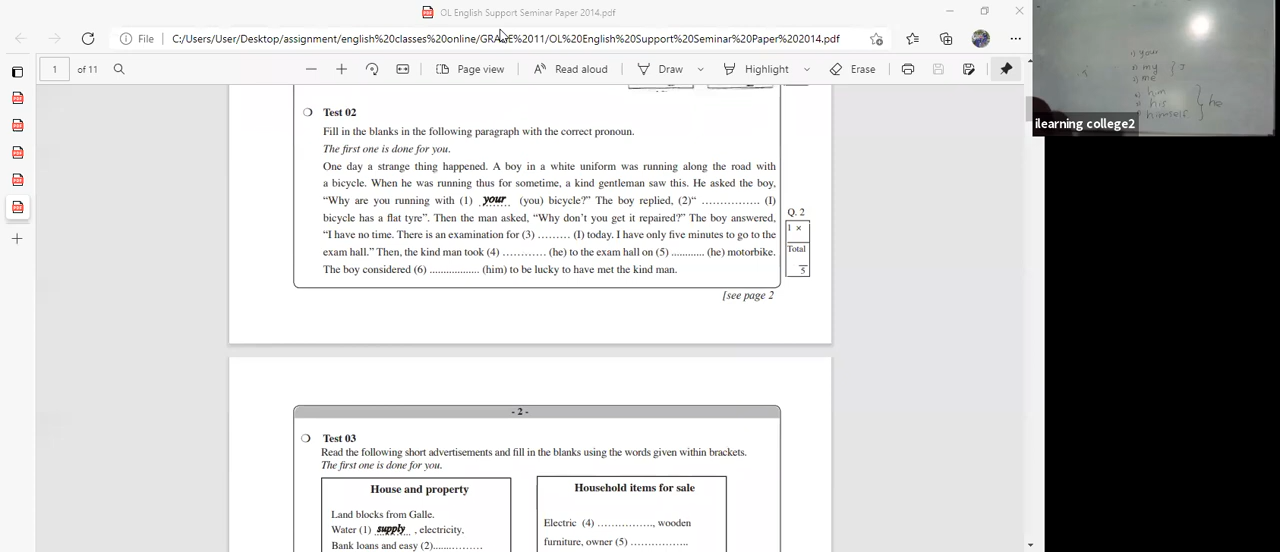 OL English Support Seminar Paper 2014.pdf
File C:/Users/User/Desktop/assignment/english%20classes%20online/GRADE%2011/OL%20English%20Support%20Seminar%20Paper%202014.pdf
1 of 11 Page view Read aloud Draw Highlight Erase
Test 02
Fill in the blanks in the following paragraph with the correct pronoun.
The first one is done for you.
One day a strange thing happened. A boy in a white uniform was running along the road with
a bicycle. When he was running thus for sometime, a kind gentleman saw this. He asked the boy,
“Why are you running with (1) your (you) bicycle?” The boy replied, (2)“ ................ (I)
bicycle has a flat tyre”. Then the man asked, “Why don’t you get it repaired?” The boy answered,
“I have no time. There is an examination for (3) ......... (I) today. I have only five minutes to go to the
exam hall.” Then, the kind man took (4) ............ (he) to the exam hall on (5) ............ (he) motorbike.
The boy considered (6) .................. (him) to be lucky to have met the kind man.
Q. 2
1 ×
Total
5
[see page 2
- 2 -
Test 03
Read the following short advertisements and fill in the blanks using the words given within brackets.
The first one is done for you.
House and property
Land blocks from Galle.
Water (1) supply , electricity,
Bank loans and easy (2)...............
Household items for sale
Electric (4) ................, wooden
furniture, owner (5) ................
your
my
me
him
his
himself
he
ilearning college2